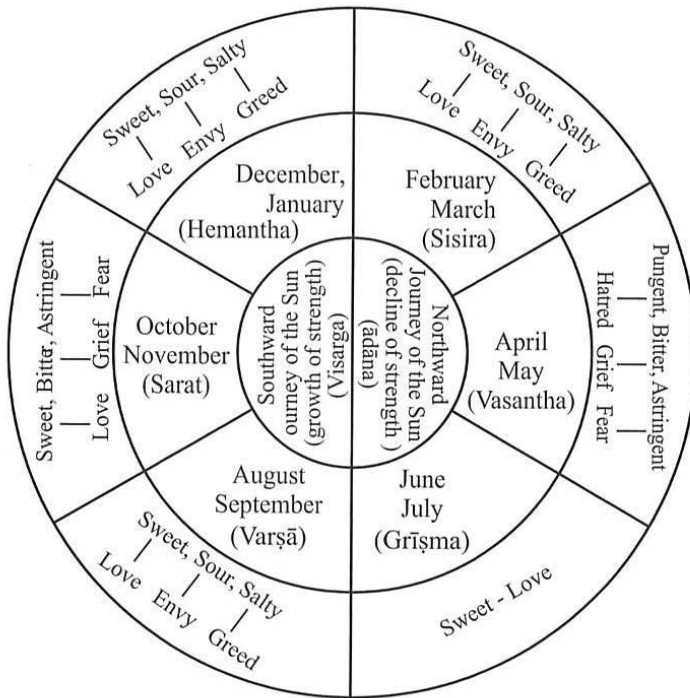 Sweet, Sour, Salty
Love Envy Greed
December,
January
(Hemantha)
Sweet, Sour, Salty
Love Envy Greed
February
March
(Sisira)
Pungent, Bitter, Astringent
Hatred Grief Fear
April
May
(Vasantha)
Sweet - Love
June
July
(Grīṣma)
Sweet, Sour, Salty
Love Envy Greed
August
September
(Varṣā)
Sweet, Bitter, Astringent
Love Grief Fear
October
November
(Sarat)
Southward
ourney of the Sun
(growth of strength)
(Visarga)
Northward
Journey of the Sun
(decline of strength )
(ādāna)